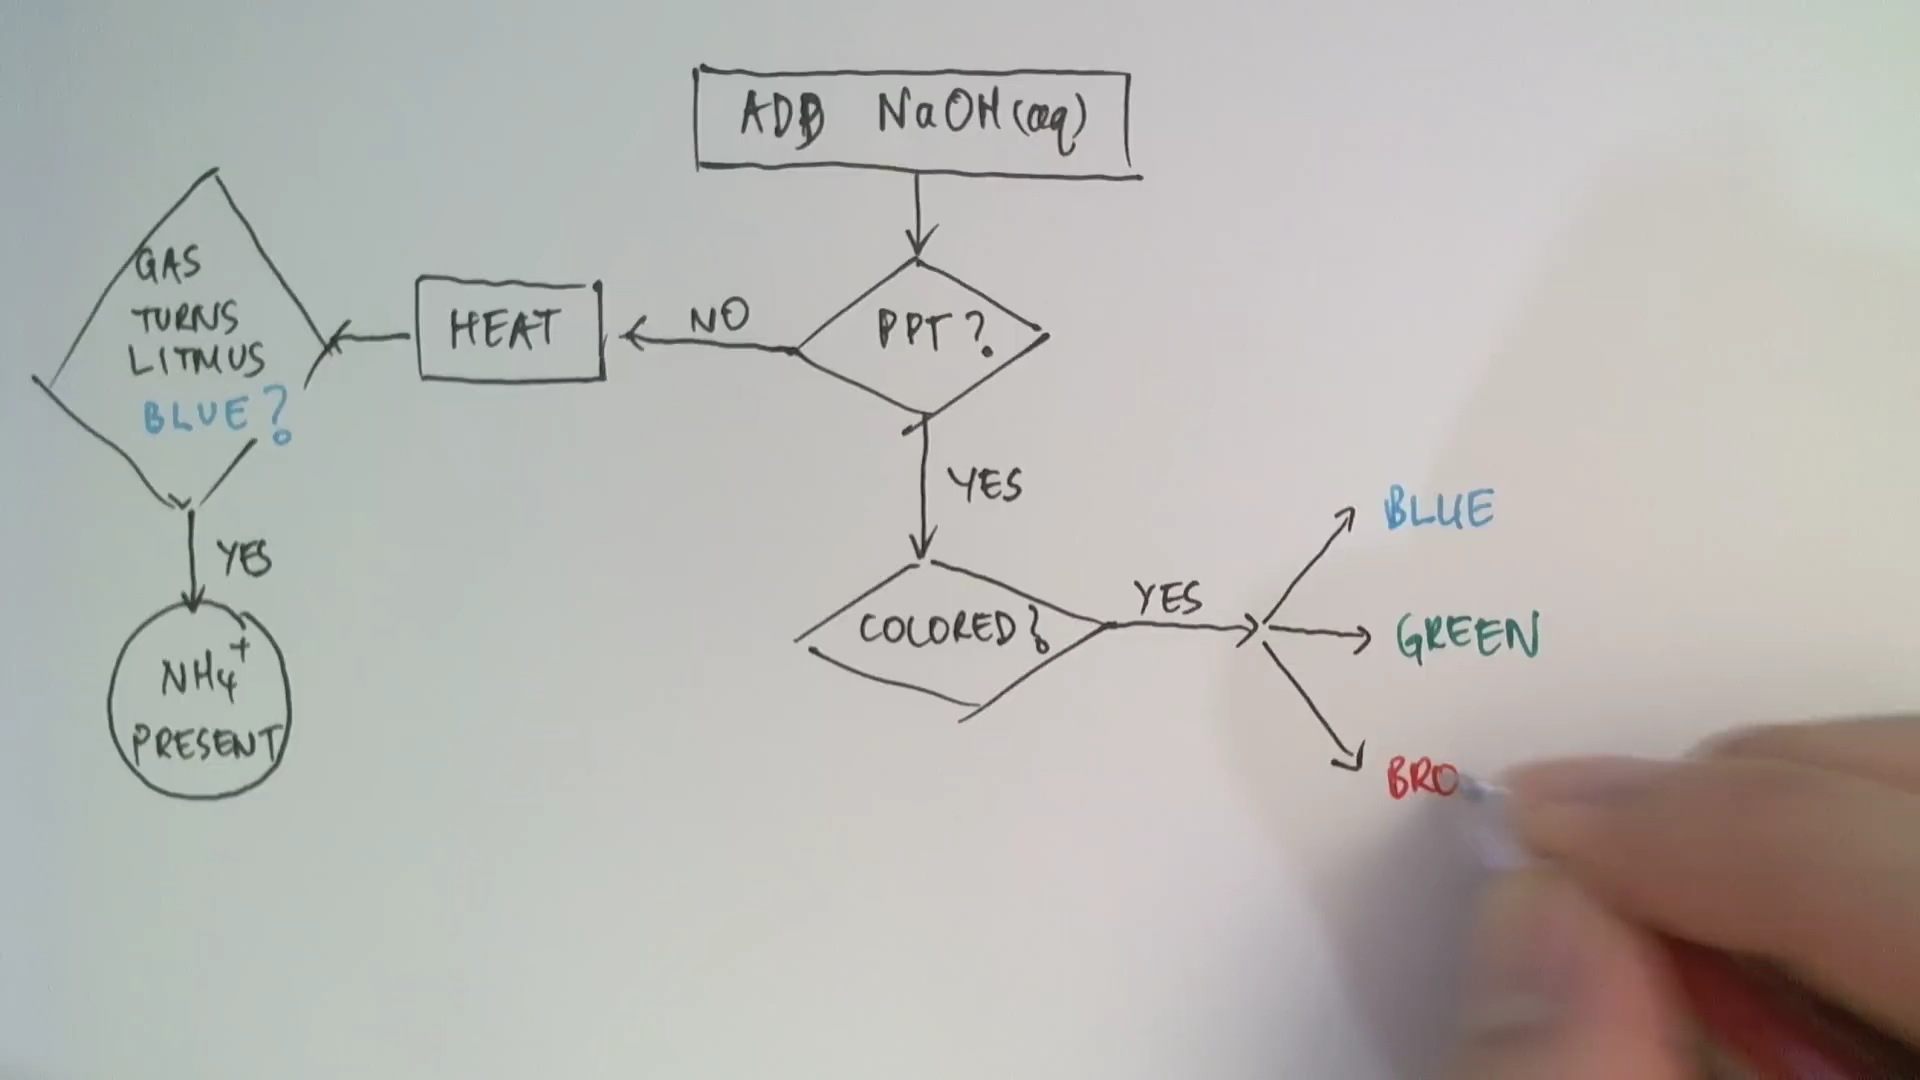 ADD NaOH(aq)
PPT?
NO
HEAT
GAS
TURNS
LITMUS
BLUE?
YES
NH4+
PRESENT
YES
COLORED?
YES
BLUE
GREEN
BRO